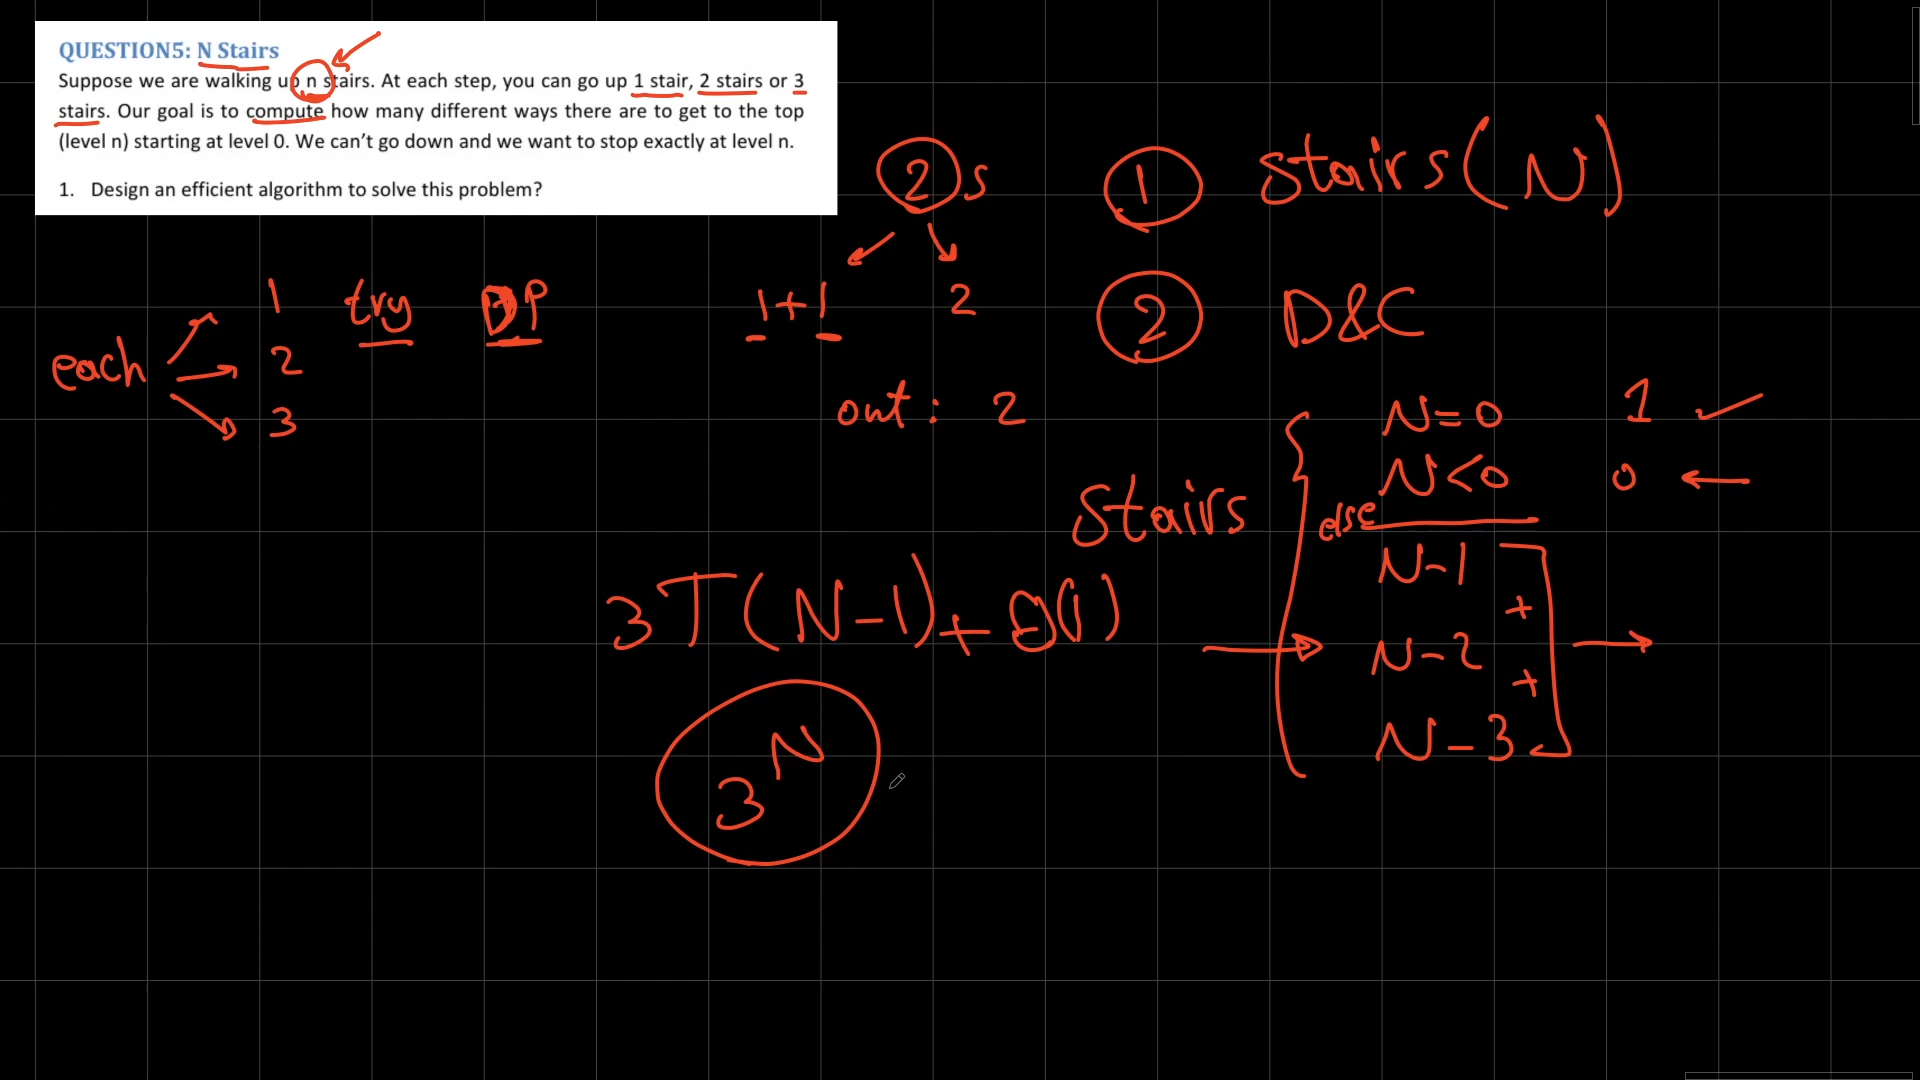 QUESTION5: N Stairs
Suppose we are walking up n stairs. At each step, you can go up 1 stair, 2 stairs or 3
stairs. Our goal is to compute how many different ways there are to get to the top
(level n) starting at level 0. We can't go down and we want to stop exactly at level n.
1. Design an efficient algorithm to solve this problem?
each
1
2
3
try DP
2 s
1+1 2
out: 2
1 Stairs(N)
2 D&C
Stairs
N=0 1
N<0 0
else
N-1
+
N-2
+
N-3
3T(N-1)+Θ(1)
3^N